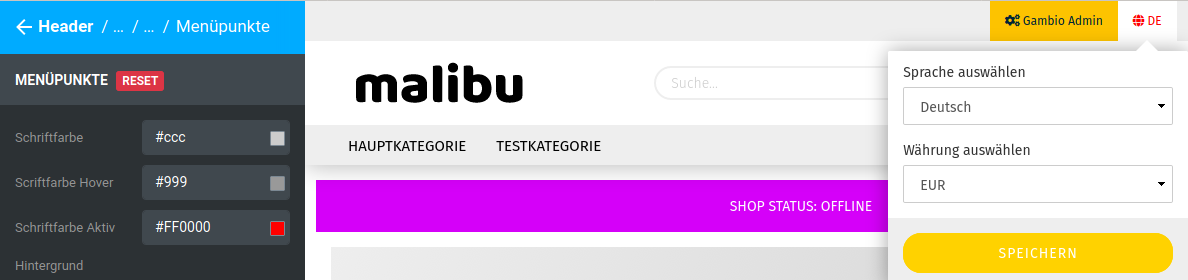 Header / ... / ... / Menüpunkte
MENÜPUNKTE RESET
Schriftfarbe #ccc
Scriftfarbe Hover #999
Schriftfarbe Aktiv #FF0000
Hintergrund
Gambio Admin DE
malibu
Suche...
HAUPTKATEGORIE TESTKATEGORIE
SHOP STATUS: OFFLINE
Sprache auswählen
Deutsch
Währung auswählen
EUR
SPEICHERN